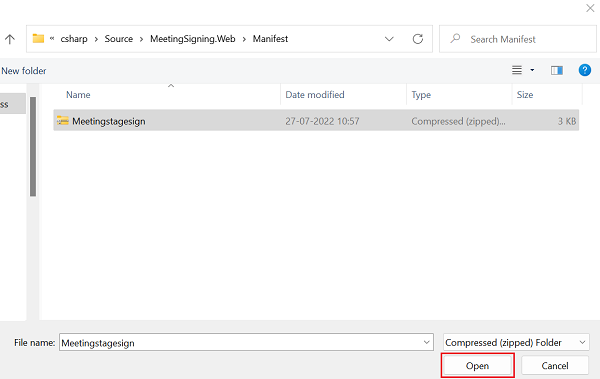 « csharp › Source › MeetingSigning.Web › Manifest
Search Manifest
New folder
ss
Name Date modified Type Size
Meetingstagesign 27-07-2022 10:57 Compressed (zipped)... 3 KB
File name: Meetingstagesign Compressed (zipped) Folder
Open Cancel